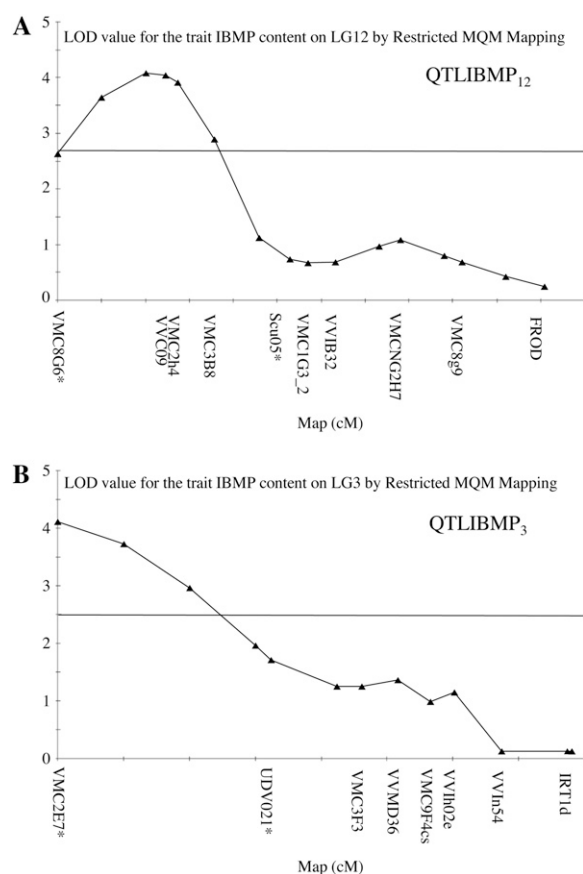 A
LOD value for the trait IBMP content on LG12 by Restricted MQM Mapping
QTLIBMP12
5
4
3
2
1
0
VMC8G6*
VVC09
VMC2h4
VMC3B8
Scu05*
VMC1G3_2
VVIB32
VMCNG2H7
VMC8g9
FROD
Map (cM)
B
LOD value for the trait IBMP content on LG3 by Restricted MQM Mapping
QTLIBMP3
5
4
3
2
1
0
VMC2E7*
UDV021*
VMC3F3
VVMD36
VMC9F4cs
VVIh02e
VVIn54
IRT1d
Map (cM)